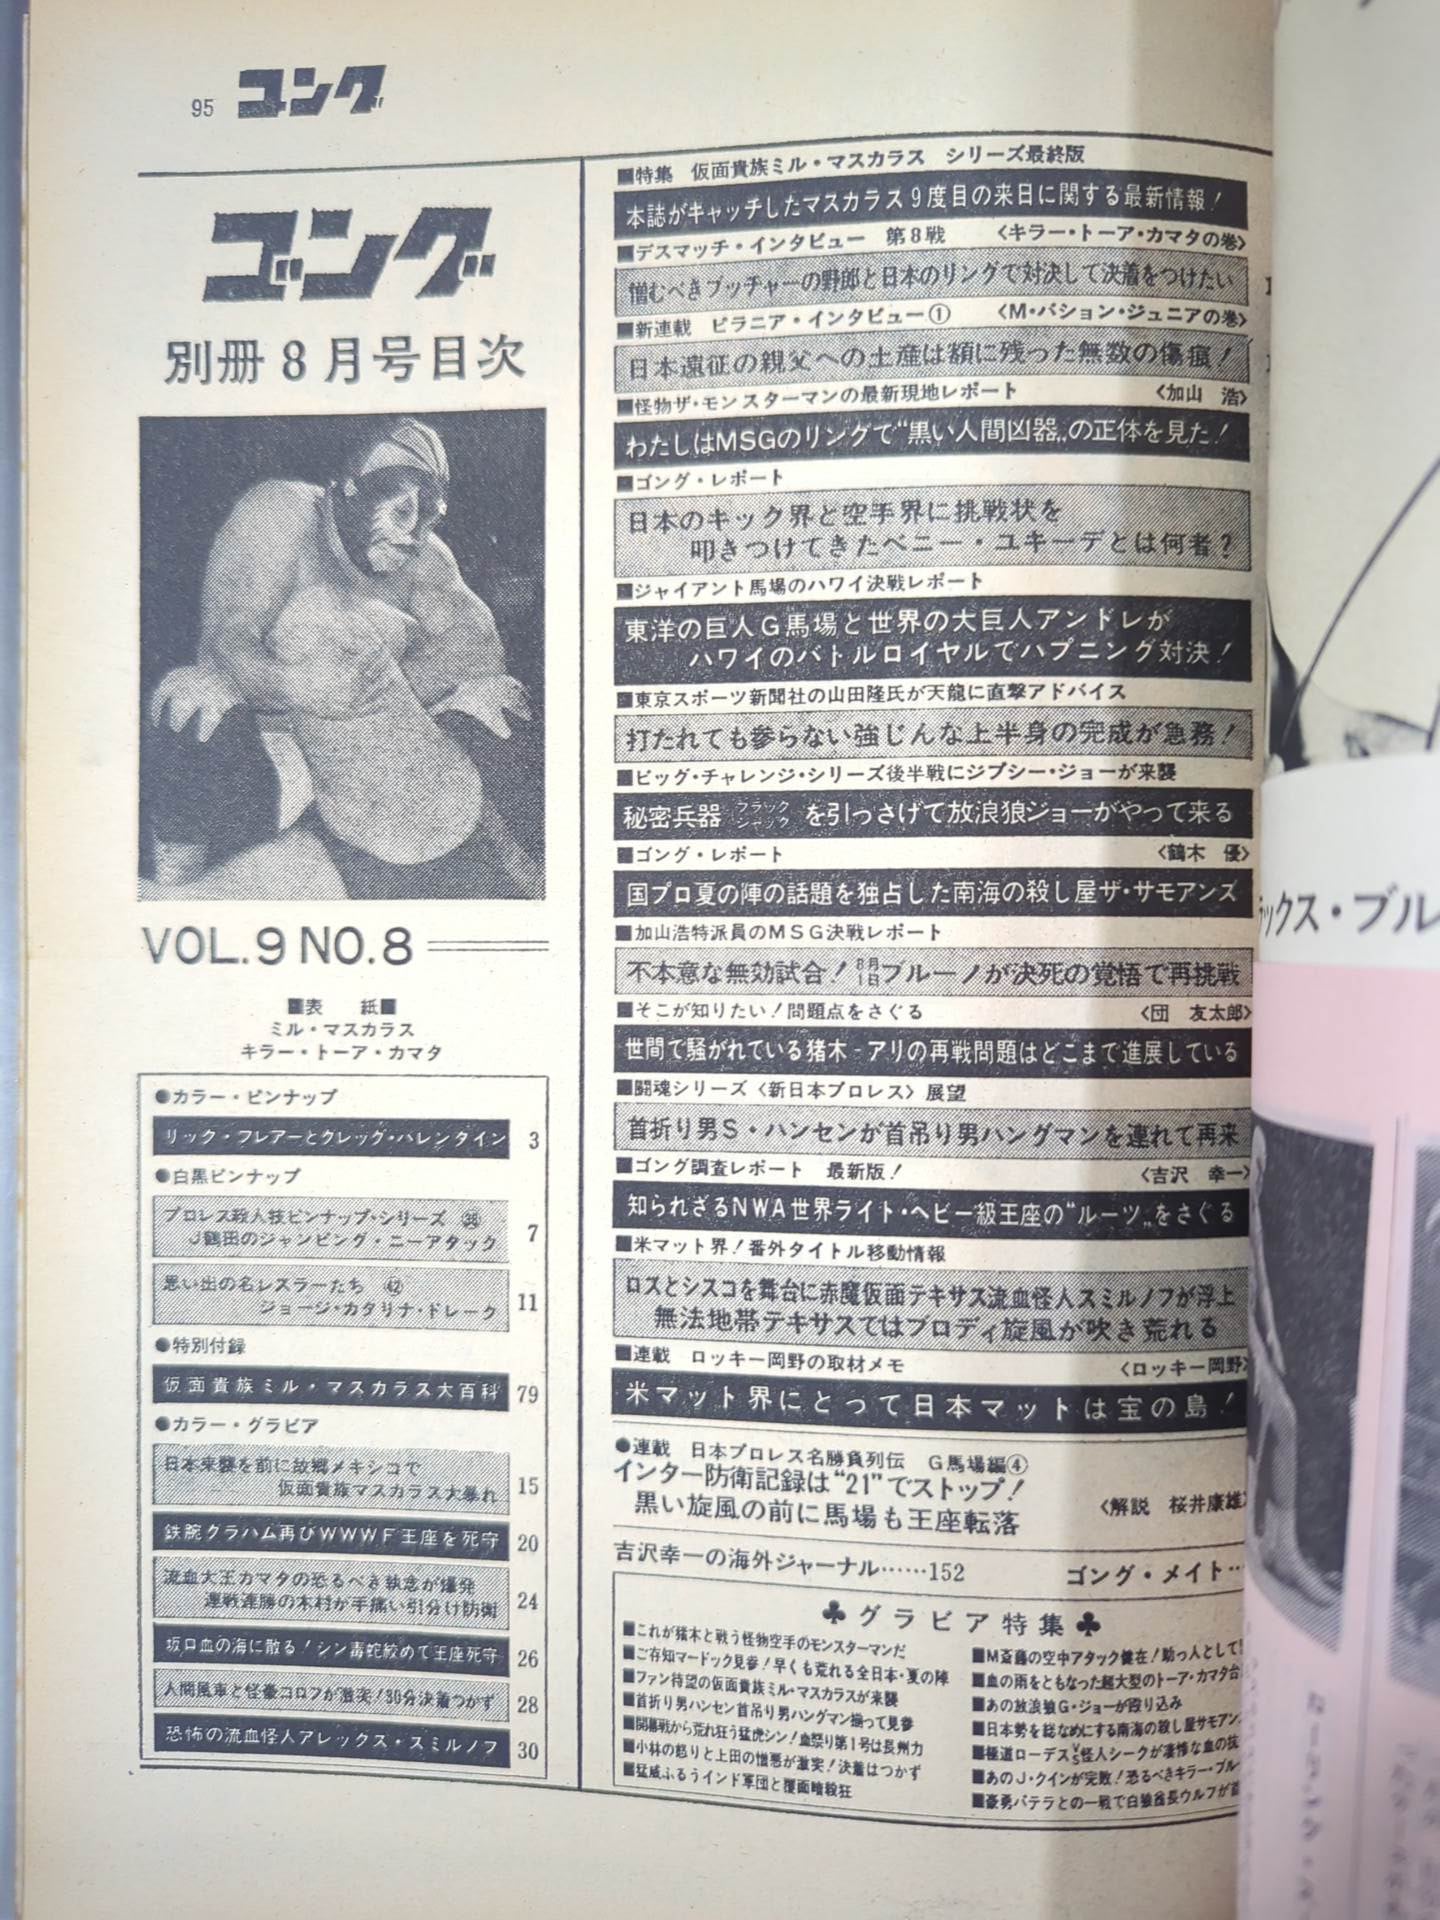 95 ゴング
ゴング
別冊8月号目次
VOL.9 NO.8
■表 紙■
ミル・マスカラス
キラー・トーア・カマタ
●カラー・ピンナップ
リック・フレアーとクレッグ・バレンタイン 3
●白黒ピンナップ
プロレス殺人技ピンナップ・シリーズ
J鶴田のジャンピング・ニーアタック 7
思い出の名レスラーたち ㊷
ジョージ・カタリナ・ドレーク 11
●特別付録
仮面貴族ミル・マスカラス大百科 79
●カラー・グラビア
日本来襲を前に故郷メキシコで
仮面貴族マスカラス大暴れ 15
鉄腕グラハム再びWWWF王座を死守 20
流血大王カマタの恐るべき執念が爆発
連戦連勝の木村が手痛い引分け防衛 24
坂口血の海に散る!シン毒蛇絞めで王座死守 26
人間風車と怪豪コロフが激突!30分決着つかず 28
恐怖の流血怪人アレックス・スミルノフ 30
■特集 仮面貴族ミル・マスカラス シリーズ最終版
本誌がキャッチしたマスカラス9度目の来日に関する最新情報!
■デスマッチ・インタビュー 第8戦 〈キラー・トーア・カマタの巻〉
憎むべきブッチャーの野郎と日本のリングで対決して決着をつけたい
■新連載 ピラニア・インタビュー① 〈M・バション・ジュニアの巻〉
日本遠征の親父への土産は額に残った無数の傷痕!
■怪物ザ・モンスターマンの最新現地レポート 〈加山 浩〉
わたしはMSGのリングで“黒い人間凶器„の正体を見た!
■ゴング・レポート
日本のキック界と空手界に挑戦状を
叩きつけてきたベニー・ユキーデとは何者?
■ジャイアント馬場のハワイ決戦レポート
東洋の巨人G馬場と世界の大巨人アンドレが
ハワイのバトルロイヤルでハプニング対決!
■東京スポーツ新聞社の山田隆氏が天龍に直撃アドバイス
打たれても参らない強じんな上半身の完成が急務!
■ビッグ・チャレンジ・シリーズ後半戦にジプシー・ジョーが来襲
秘密兵器 ブラックジャック を引っさげて放浪狼ジョーがやって来る
■ゴング・レポート 〈鶴木 優〉
国プロ夏の陣の話題を独占した南海の殺し屋ザ・サモアンズ
■加山浩特派員のMSG決戦レポート
不本意な無効試合!8月1日ブルーノが決死の覚悟で再挑戦
■そこが知りたい!問題点をさぐる 〈団 友太郎〉
世間で騒がれている猪木-アリの再戦問題はどこまで進展している
■闘魂シリーズ〈新日本プロレス〉展望
首折り男S・ハンセンが首吊り男ハングマンを連れて再来
■ゴング調査レポート 最新版! 〈吉沢 幸一〉
知られざるNWA世界ライト・ヘビー級王座の“ルーツ„をさぐる
■米マット界!番外タイトル移動情報
ロスとシスコを舞台に赤魔仮面テキサス流血怪人スミルノフが浮上
無法地帯テキサスではブロディ旋風が吹き荒れる
■連載 ロッキー岡野の取材メモ 〈ロッキー岡野〉
米マット界にとって日本マットは宝の島!
●連載 日本プロレス名勝負列伝 G馬場編④
インター防衛記録は“21”でストップ!
黒い旋風の前に馬場も王座転落 〈解説 桜井康雄〉
吉沢幸一の海外ジャーナル……152 ゴング・メイト…
♣グラビア特集♣
■これが猪木と戦う怪物空手のモンスターマンだ
■ご存知マードック見参!早くも荒れる全日本・夏の陣
■ファン待望の仮面貴族ミル・マスカラスが来襲
■首折り男ハンセン首吊り男ハングマン揃って見参
■開幕戦から荒れ狂う猛虎シン!血祭り第1号は長州力
■小林の怒りと上田の憎悪が激突!決着はつかず
■猛威ふるうインド軍団と覆面暗殺狂
■M斎藤の空中アタック健在!助っ人として
■血の雨をともなった超大型のトーア・カマタ台
■あの放浪狼G・ジョーが殴り込み
■日本勢を総なめにする南海の殺し屋サモアン
■極道ローデスVS怪人シークが凄惨な血の抗
■あのJ・クインが完敗!恐るべきキラー・ブル
■豪勇パテラとの一戦で白狼酋長ウルフが
ックス・ブル